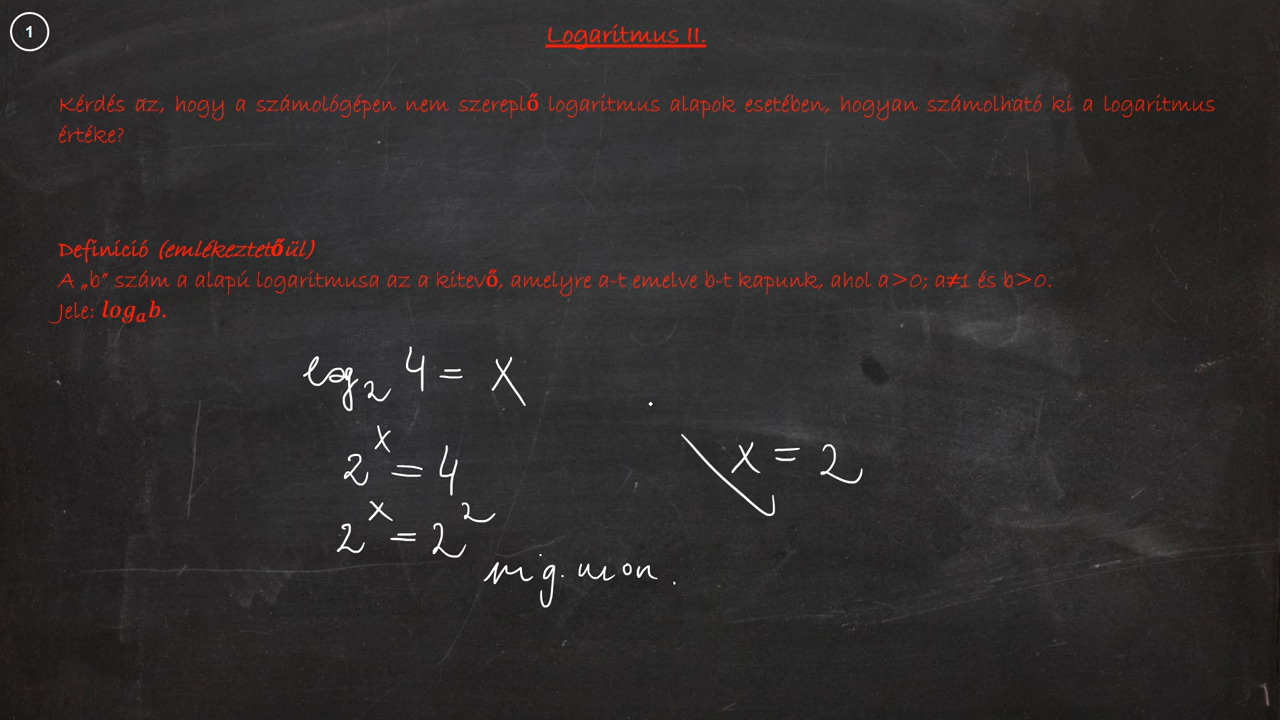 1
Logaritmus II.
Kérdés az, hogy a számológépen nem szereplő logaritmus alapok esetében, hogyan számolható ki a logaritmus
értéke?
Definíció (emlékeztetőül)
A „b” szám a alapú logaritmusa az a kitevő, amelyre a-t emelve b-t kapunk, ahol a>0; a≠1 és b>0.
Jele: logₐb.
log₂ 4 = x
2ˣ = 4
x = 2
2ˣ = 2²
szig. mon.